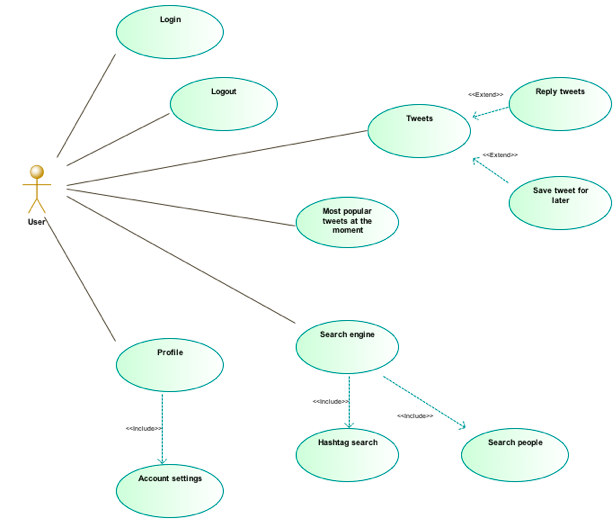 Login
Logout
<<Extend>>
Reply tweets
Tweets
<<Extend>>
Save tweet for
later
User
Most popular
tweets at the
moment
Search engine
Profile
<<Include>>
<<Include>>
<<Include>>
Hashtag search
Search people
Account settings